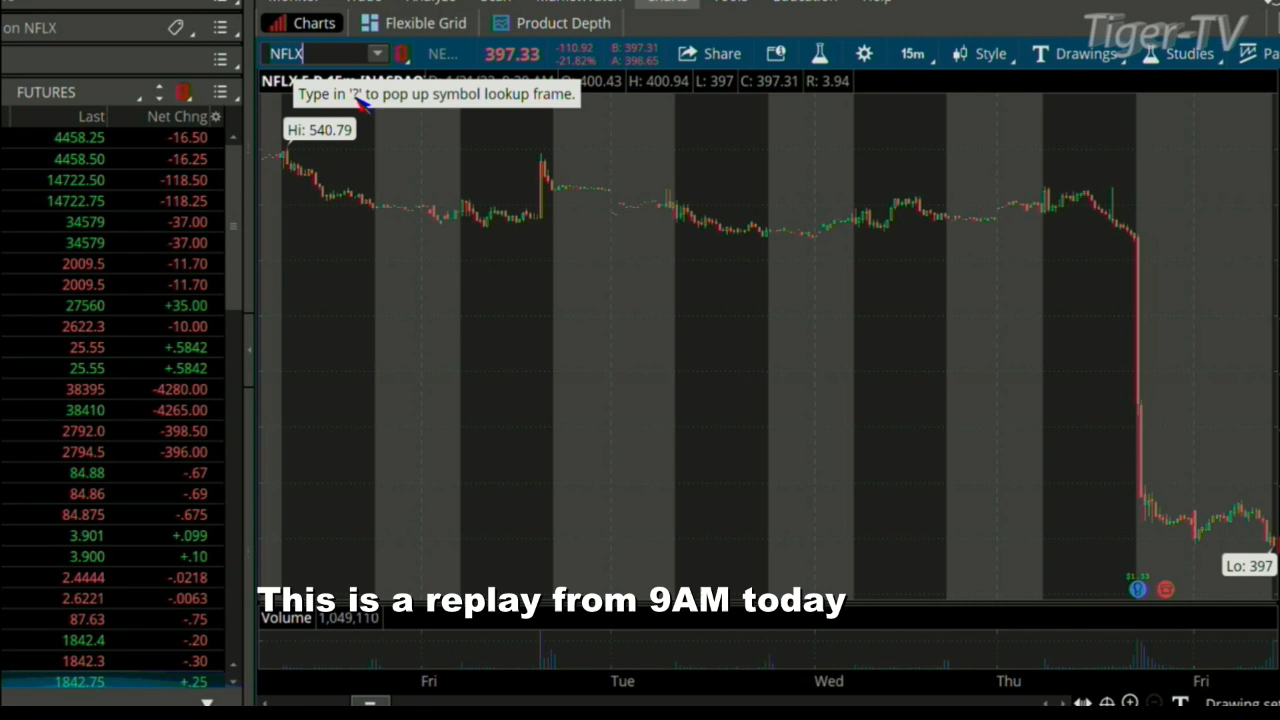 on NFLX
Charts
Flexible Grid
Product Depth
Tiger-TV
NFLX
NE...
397.33
-110.92
-21.82%
B: 397.31
A: 398.65
Share
15m
Style
Drawings
Studies
Pa
400.43
H: 400.94
L: 397
C: 397.31
R: 3.94
Type in '?' to pop up symbol lookup frame.
FUTURES
Last Net Chng
4458.25 -16.50
4458.50 -16.25
14722.50 -118.50
14722.75 -118.25
34579 -37.00
34579 -37.00
2009.5 -11.70
2009.5 -11.70
27560 +35.00
2622.3 -10.00
25.55 +.5842
25.55 +.5842
38395 -4280.00
38410 -4265.00
2792.0 -398.50
2794.5 -396.00
84.88 -.67
84.86 -.69
84.875 -.675
3.901 +.099
3.900 +.10
2.4444 -.0218
2.6221 -.0063
87.63 -.75
1842.4 -.20
1842.3 -.30
1842.75 +.25
Hi: 540.79
Lo: 397
This is a replay from 9AM today
Volume 1,049,110
Fri Tue Wed Thu Fri
Drawing se